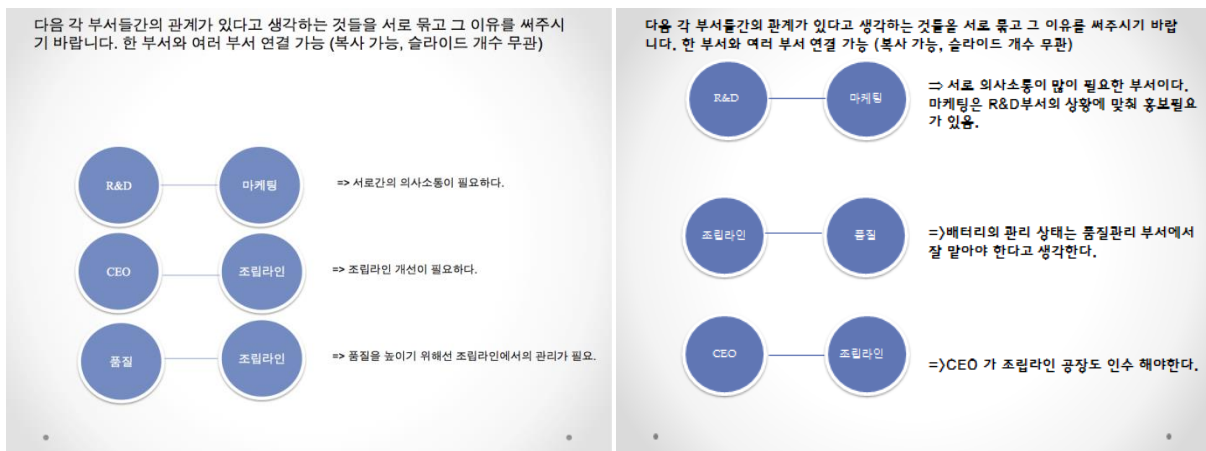 다음 각 부서들간의 관계가 있다고 생각하는 것들을 서로 묶고 그 이유를 써주시
기 바랍니다. 한 부서와 여러 부서 연결 가능 (복사 가능, 슬라이드 개수 무관)
R&D
마케팅
=> 서로간의 의사소통이 필요하다.
CEO
조립라인
=> 조립라인 개선이 필요하다.
품질
조립라인
=> 품질을 높이기 위해선 조립라인에서의 관리가 필요.
다음 각 부서들간의 관계가 있다고 생각하는 것들을 서로 묶고 그 이유를 써주시기 바랍
니다. 한 부서와 여러 부서 연결 가능 (복사 가능, 슬라이드 개수 무관)
R&D
마케팅
⇒ 서로 의사소통이 많이 필요한 부서이다.
마케팅은 R&D부서의 상황에 맞춰 홍보필요
가 있음.
조립라인
품질
=>배터리의 관리 상태는 품질관리 부서에서
잘 맡아야 한다고 생각한다.
CEO
조립라인
=>CEO 가 조립라인 공장도 인수 해야한다.